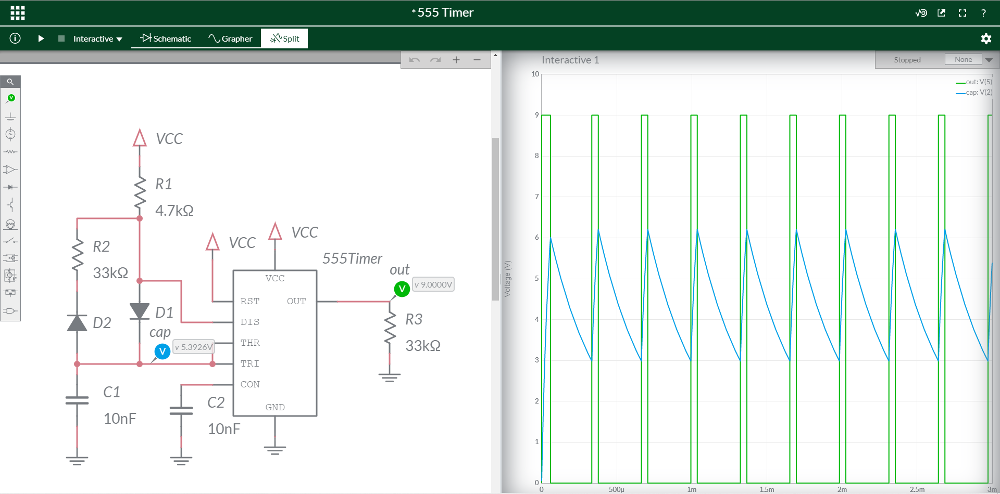 *555 Timer
?
Interactive
Schematic
Grapher
Split
VCC
R1
4.7kΩ
R2
33kΩ
VCC
VCC
555Timer
out
V
v 9.0000V
VCC
RST
OUT
DIS
THR
TRI
CON
GND
D1
D2
cap
V
v 5.3926V
R3
33kΩ
C1
10nF
C2
10nF
V
Interactive 1
Stopped
None
out: V(5)
cap: V(2)
Voltage (V)
10
9
8
7
6
5
4
3
2
1
0
0 500µ 1m 1.5m 2m 2.5m 3m